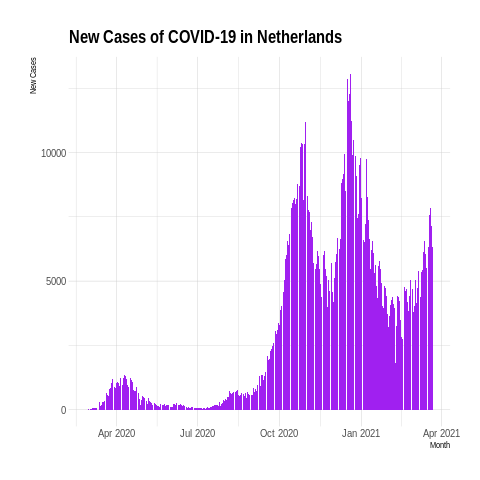 New Cases of COVID-19 in Netherlands
New Cases
10000
5000
0
Apr 2020
Jul 2020
Oct 2020
Jan 2021
Apr 2021
Month